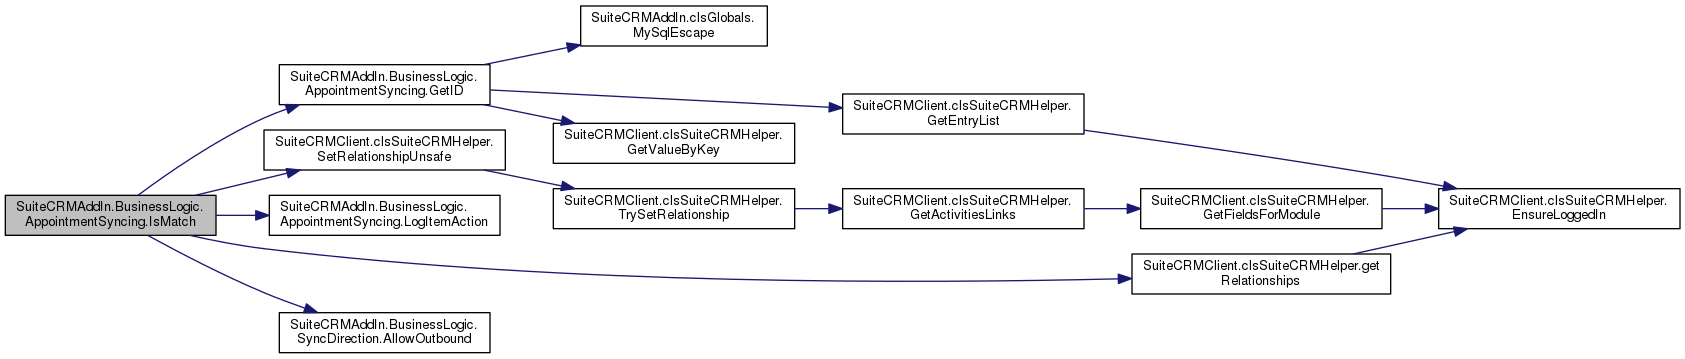 SuiteCRMAddIn.clsGlobals.
MySqlEscape
SuiteCRMAddIn.BusinessLogic.
AppointmentSyncing.GetID
SuiteCRMClient.clsSuiteCRMHelper.
GetEntryList
SuiteCRMClient.clsSuiteCRMHelper.
GetValueByKey
SuiteCRMClient.clsSuiteCRMHelper.
SetRelationshipUnsafe
SuiteCRMAddIn.BusinessLogic.
AppointmentSyncing.IsMatch
SuiteCRMAddIn.BusinessLogic.
AppointmentSyncing.LogItemAction
SuiteCRMClient.clsSuiteCRMHelper.
TrySetRelationship
SuiteCRMClient.clsSuiteCRMHelper.
GetActivitiesLinks
SuiteCRMClient.clsSuiteCRMHelper.
GetFieldsForModule
SuiteCRMClient.clsSuiteCRMHelper.
EnsureLoggedIn
SuiteCRMClient.clsSuiteCRMHelper.get
Relationships
SuiteCRMAddIn.BusinessLogic.
SyncDirection.AllowOutbound